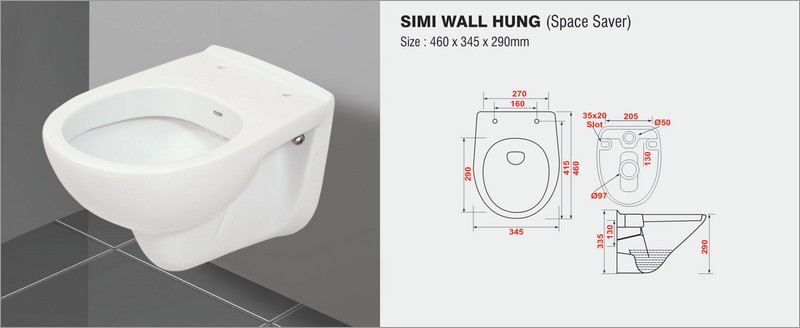 SIMI WALL HUNG (Space Saver)
Size : 460 x 345 x 290mm
270
160
35x20
Slot
205
Ø50
290
415
460
130
Ø97
345
335
130
290